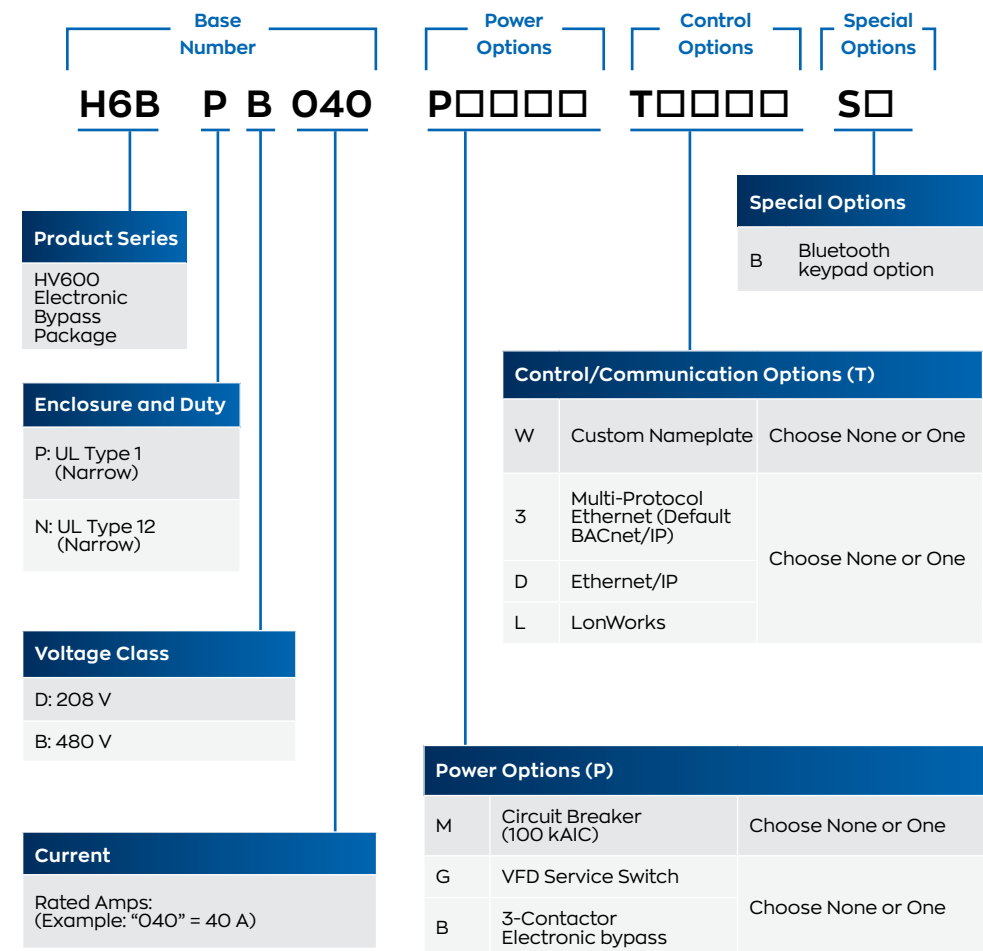 Base
Number
Power
Options
Control
Options
Special
Options
H6B P B 040 P□□□□ T□□□□ S□
Special Options
B Bluetooth
keypad option
Product Series
HV600
Electronic
Bypass
Package
Control/Communication Options (T)
W Custom Nameplate Choose None or One
3 Multi-Protocol
Ethernet (Default
BACnet/IP)
D Ethernet/IP
L LonWorks
Choose None or One
Enclosure and Duty
P: UL Type 1
(Narrow)
N: UL Type 12
(Narrow)
Voltage Class
D: 208 V
B: 480 V
Power Options (P)
M Circuit Breaker
(100 kAIC)
Choose None or One
G VFD Service Switch
B 3-Contactor
Electronic bypass
Choose None or One
Current
Rated Amps:
(Example: “040” = 40 A)